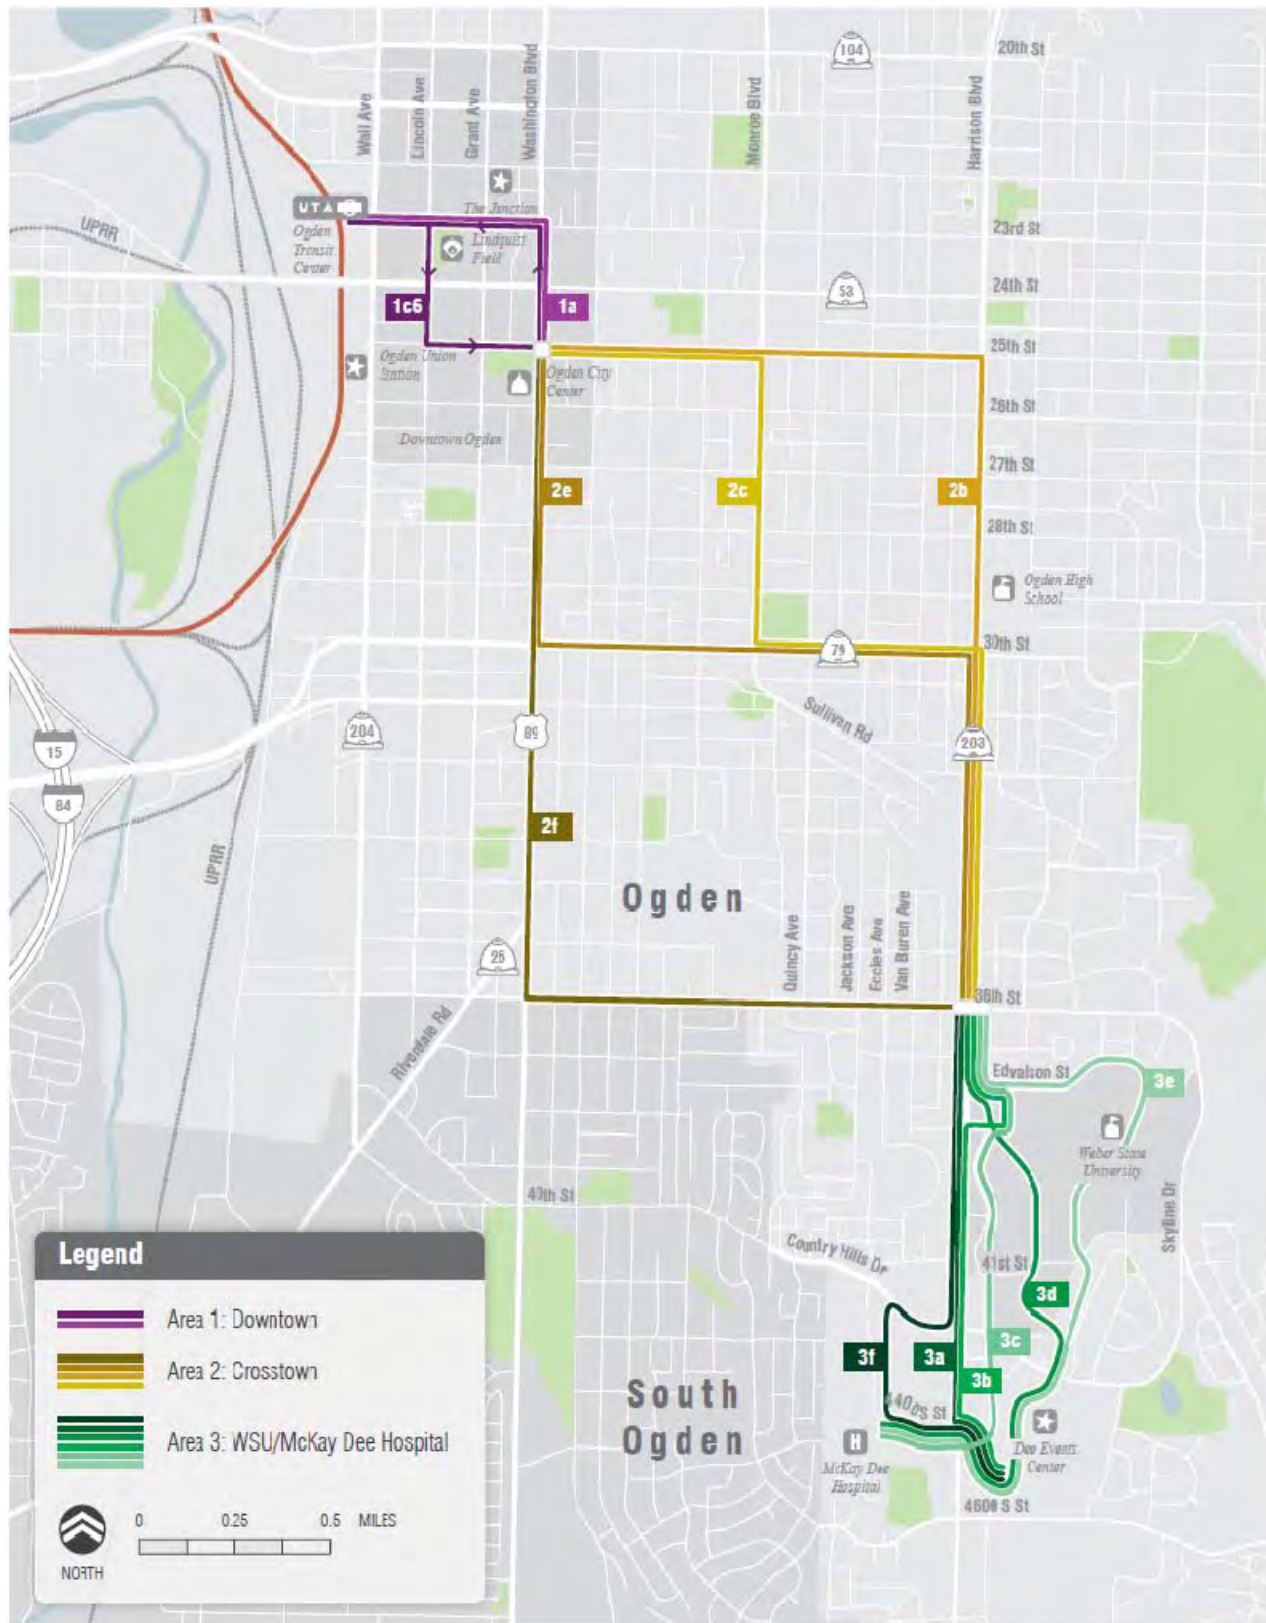 104
20th St
Wall Ave
Lincoln Ave
Grant Ave
Washington Blvd
Monroe Blvd
Harrison Blvd
UTA
The Junction
Ogden
Transit
Center
Lindquist
Field
UPRR
23rd St
24th St
53
1c6
1a
25th St
Ogden Union
Station
Ogden City
Center
26th St
Downtown Ogden
27th St
2e
2c
2b
28th St
Ogden High
School
30th St
79
Sullivan Rd
204
89
203
15
84
2f
UPRR
Ogden
Quincy Ave
Jackson Ave
Eccles Ave
Van Buren Ave
26
36th St
Riverdale Rd
Edvalson St
3e
Weber State
University
40th St
Skyline Dr
Country Hills Dr
41st St
3d
3c
3f
3a
3b
South
Ogden
4400 S St
McKay Dee
Hospital
Dee Events
Center
4600 S St
Legend
Area 1: Downtown
Area 2: Crosstown
Area 3: WSU/McKay Dee Hospital
0 0.25 0.5 MILES
NORTH